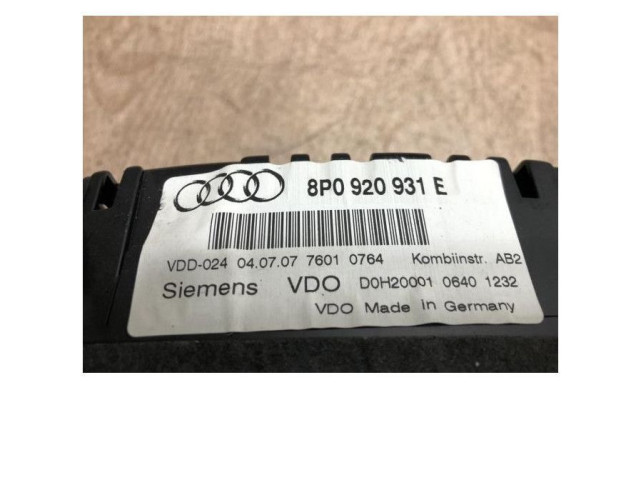 8P0 920 931 E
VDD-024 04.07.07 7601 0764 Kombiinstr. AB2
Siemens VDO D0H20001 0640 1232
VDO Made in Germany